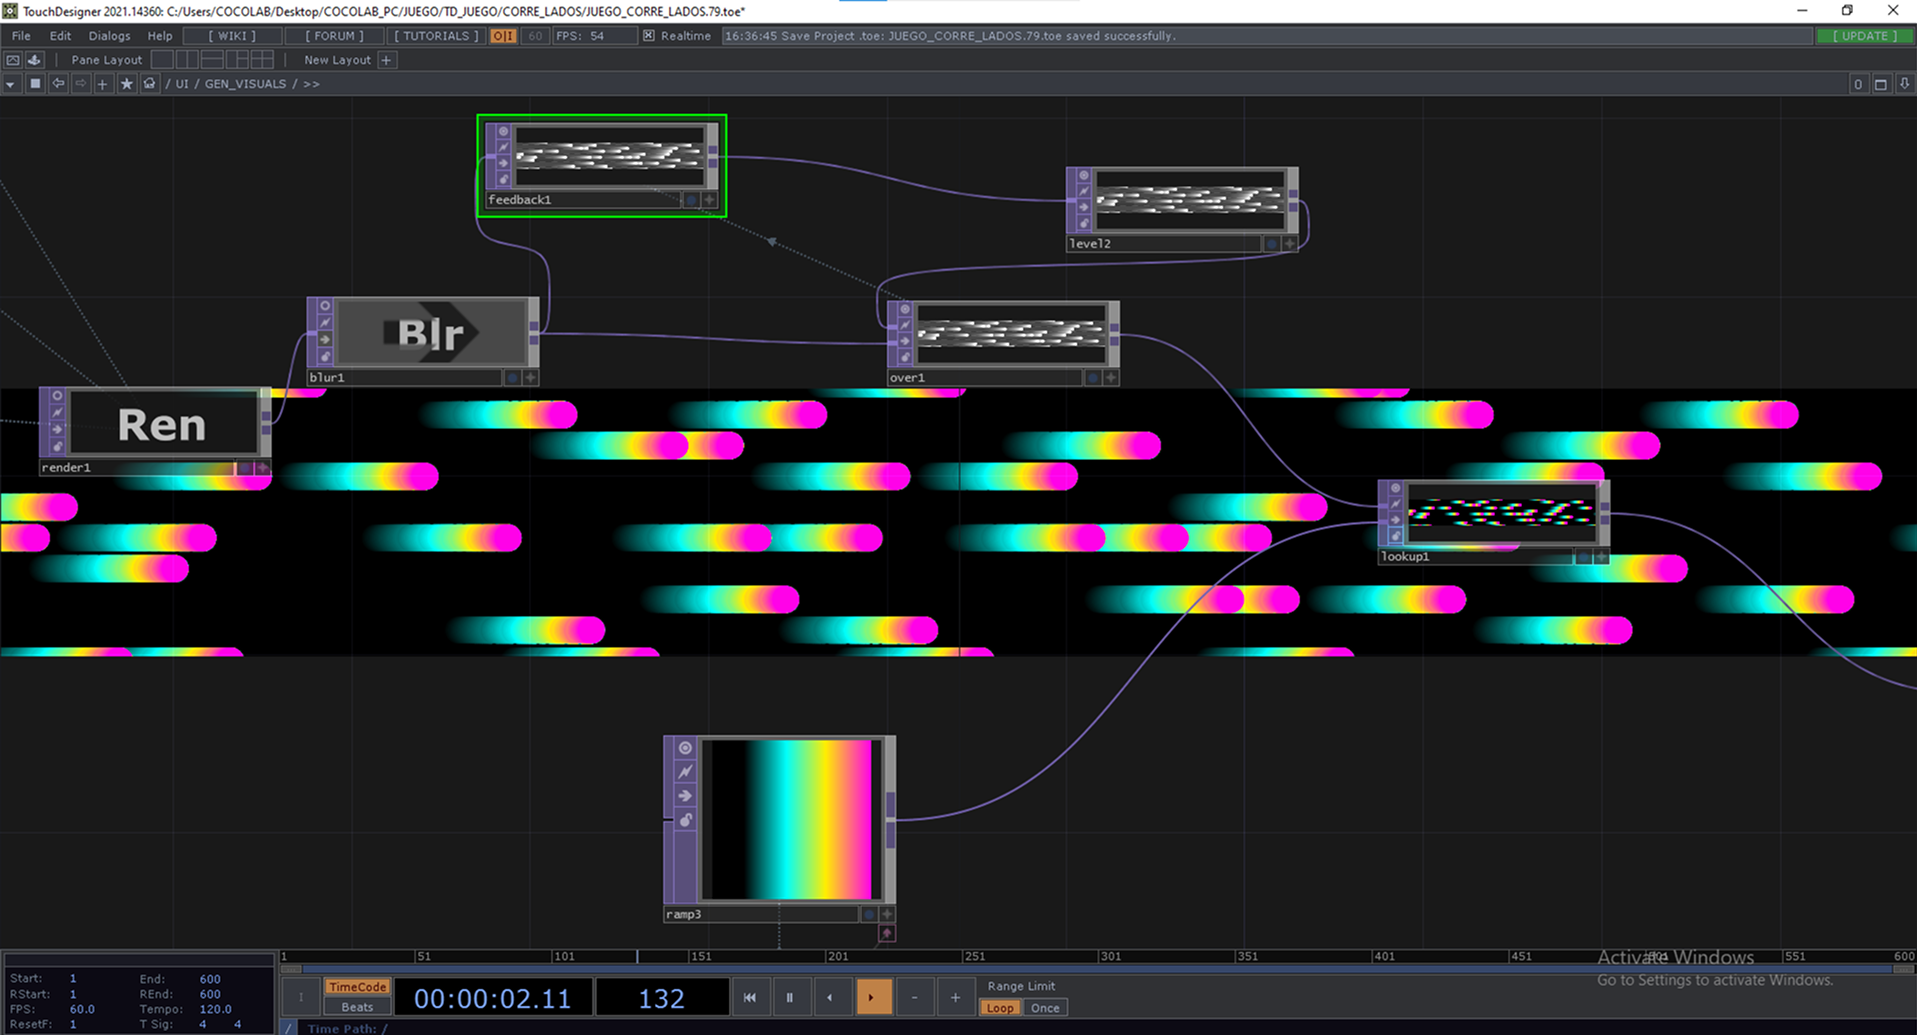 TouchDesigner 2021.14360: C:/Users/COCOLAB/Desktop/COCOLAB_PC/JUEGO/TD_JUEGO/CORRE_LADOS/JUEGO_CORRE_LADOS.79.toe*
File Edit Dialogs Help [ WIKI ] [ FORUM ] [ TUTORIALS ] O|I 60 FPS: 54 Realtime 16:36:45 Save Project .toe: JUEGO_CORRE_LADOS.79.toe saved successfully. [ UPDATE ]
Pane Layout New Layout +
/ UI / GEN_VISUALS / >> 0
feedback1
level2
Blr
blur1
over1
Ren
render1
lookup1
ramp3
1 51 101 151 201 251 301 351 401 451 501 551 600
Activate Windows
Go to Settings to activate Windows.
Start: 1 End: 600
RStart: 1 REnd: 600
FPS: 60.0 Tempo: 120.0
ResetF: 1 T Sig: 4 4
TimeCode
Beats
00:00:02.11
132
Range Limit
Loop Once
/ Time Path: /